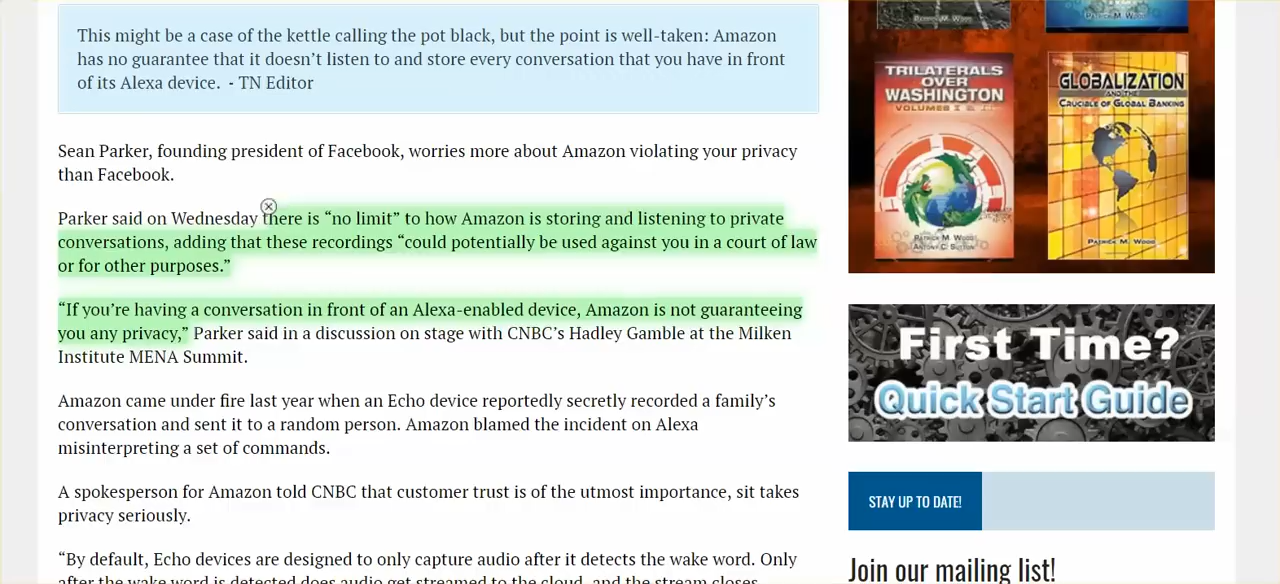 This might be a case of the kettle calling the pot black, but the point is well-taken: Amazon
has no guarantee that it doesn’t listen to and store every conversation that you have in front
of its Alexa device. - TN Editor
Sean Parker, founding president of Facebook, worries more about Amazon violating your privacy
than Facebook.
Parker said on Wednesday there is “no limit” to how Amazon is storing and listening to private
conversations, adding that these recordings “could potentially be used against you in a court of law
or for other purposes.”
“If you’re having a conversation in front of an Alexa-enabled device, Amazon is not guaranteeing
you any privacy,” Parker said in a discussion on stage with CNBC’s Hadley Gamble at the Milken
Institute MENA Summit.
Amazon came under fire last year when an Echo device reportedly secretly recorded a family’s
conversation and sent it to a random person. Amazon blamed the incident on Alexa
misinterpreting a set of commands.
A spokesperson for Amazon told CNBC that customer trust is of the utmost importance, sit takes
privacy seriously.
“By default, Echo devices are designed to only capture audio after it detects the wake word. Only
after the wake word is detected does audio get streamed to the cloud, and the stream closes
PATRICK M. WOOD
PATRICK M. WOOD
TRILATERALS
OVER
WASHINGTON
VOLUMES I & II
PATRICK M. WOOD
ANTONY C. SUTTON
GLOBALIZATION
AND THE
CRUCIBLE OF GLOBAL BANKING
PATRICK M. WOOD
First Time?
Quick Start Guide
STAY UP TO DATE!
Join our mailing list!